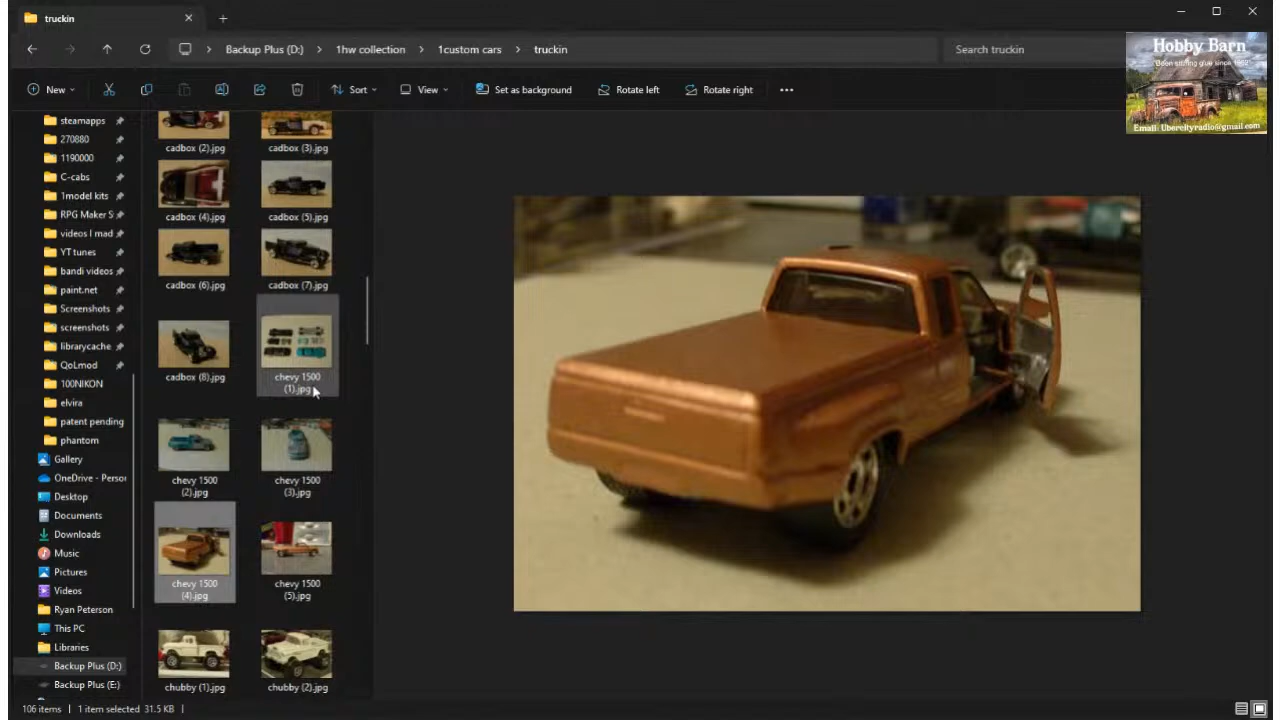 truckin
Backup Plus (D:) > 1hw collection > 1custom cars > truckin
Search truckin
New
Sort
View
Set as background
Rotate left
Rotate right
Hobby Barn
Email: Ubercityradio@gmail.com
steamapps
270880
1190000
C-cabs
1model kits
RPG Maker S
videos I mad
YT tunes
bandi videos
paint.net
Screenshots
screenshots
librarycache
QoLmod
100NIKON
elvira
patent pending
phantom
Gallery
OneDrive - Persor
Desktop
Documents
Downloads
Music
Pictures
Videos
Ryan Peterson
This PC
Libraries
Backup Plus (D:)
Backup Plus (E:)
cadbox (2).jpg
cadbox (3).jpg
cadbox (4).jpg
cadbox (5).jpg
cadbox (6).jpg
cadbox (7).jpg
cadbox (8).jpg
chevy 1500
(1).jpg
chevy 1500
(2).jpg
chevy 1500
(3).jpg
chevy 1500
(4).jpg
chevy 1500
(5).jpg
chubby (1).jpg
chubby (2).jpg
106 items | 1 item selected 31.5 KB |